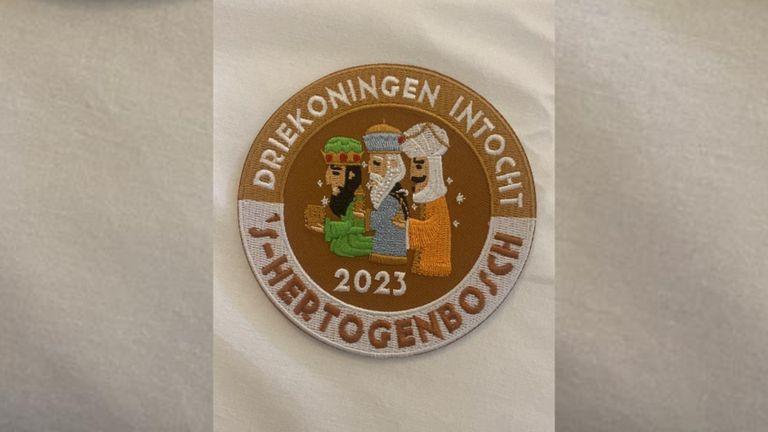 DRIEKONINGEN INTOCHT
2023
'S-HERTOGENBOSCH